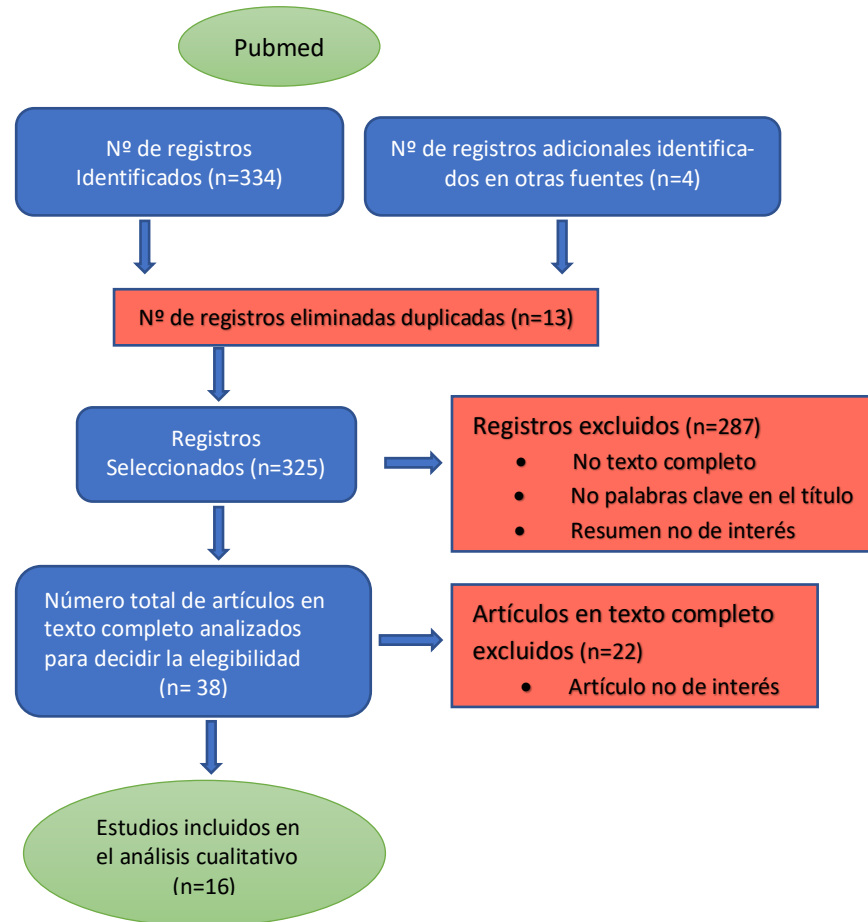 Pubmed
Nº de registros
Identificados (n=334)
Nº de registros adicionales identifica-
dos en otras fuentes (n=4)
Nº de registros eliminadas duplicadas (n=13)
Registros
Seleccionados (n=325)
Registros excluidos (n=287)
• No texto completo
• No palabras clave en el título
• Resumen no de interés
Número total de artículos en
texto completo analizados
para decidir la elegibilidad
(n= 38)
Artículos en texto completo
excluidos (n=22)
• Artículo no de interés
Estudios incluidos en
el análisis cualitativo
(n=16)